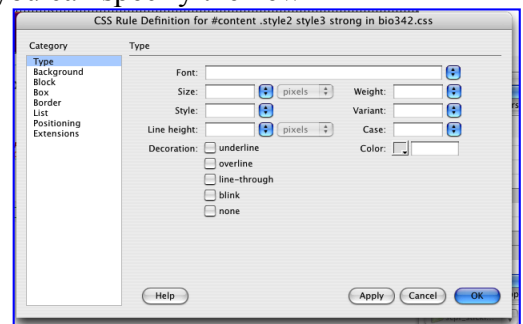 CSS Rule Definition for #content .style2 style3 strong in bio342.css
Category
Type
Background
Block
Box
Border
List
Positioning
Extensions
Type
Font:
Size: pixels Weight:
Style: Variant:
Line height: pixels Case:
Decoration: underline Color:
overline
line-through
blink
none
Help Apply Cancel OK